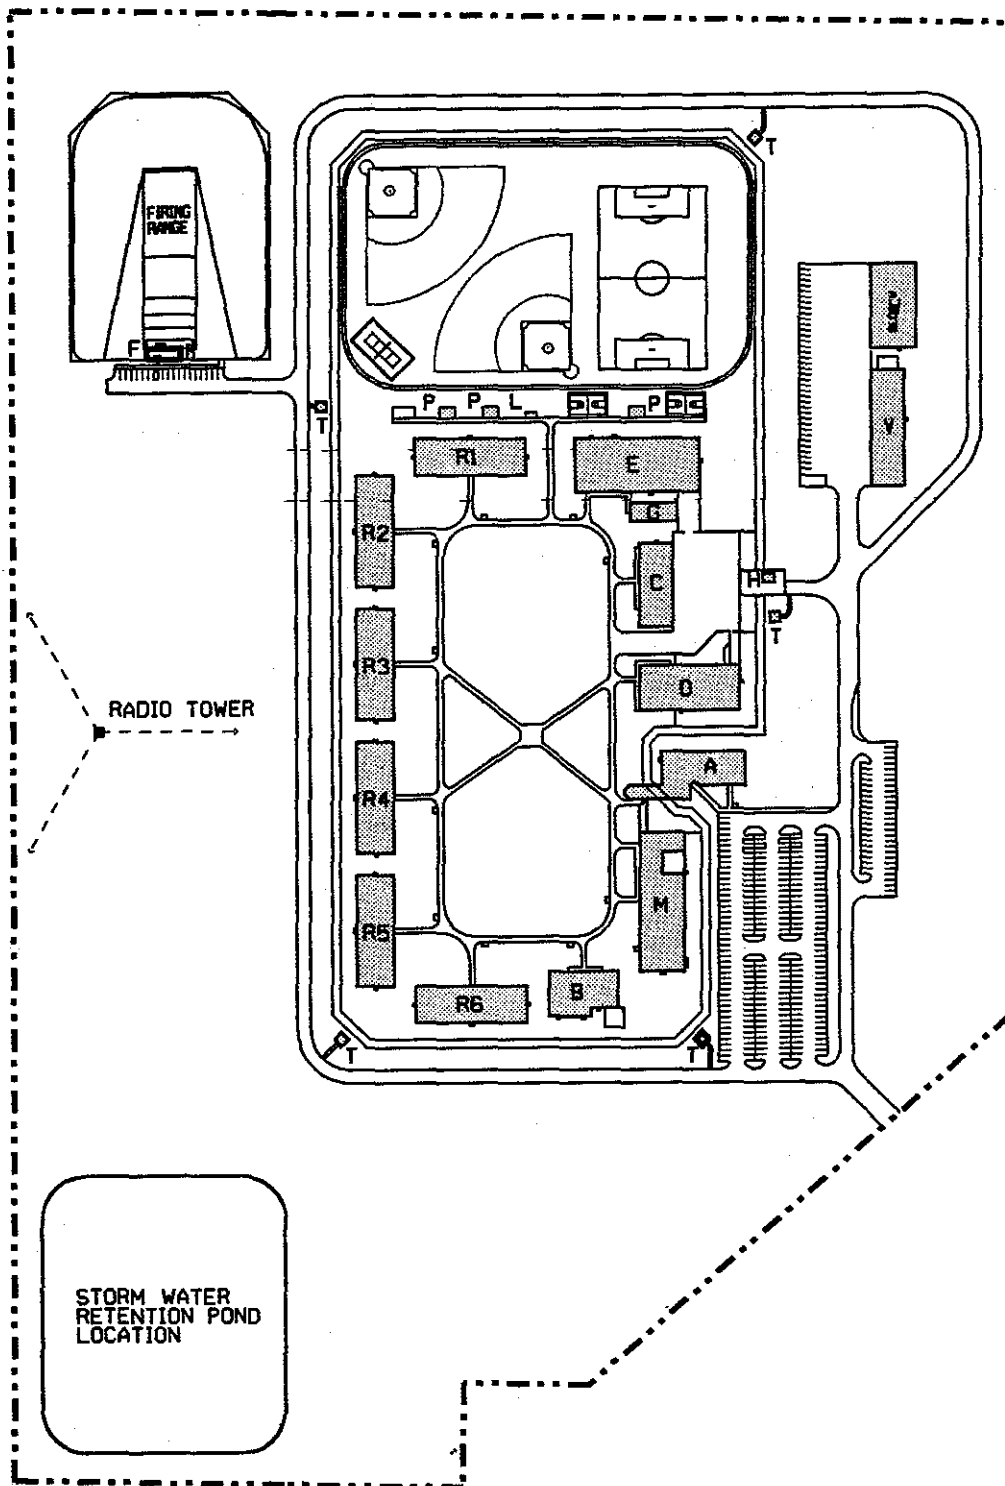 T
FIRING
RANGE
F
T
P
P
L
P
R1
E
V
G
R2
C
H
T
R3
D
RADIO TOWER
A
R4
M
R5
B
R6
T
T
STORM WATER
RETENTION POND
LOCATION